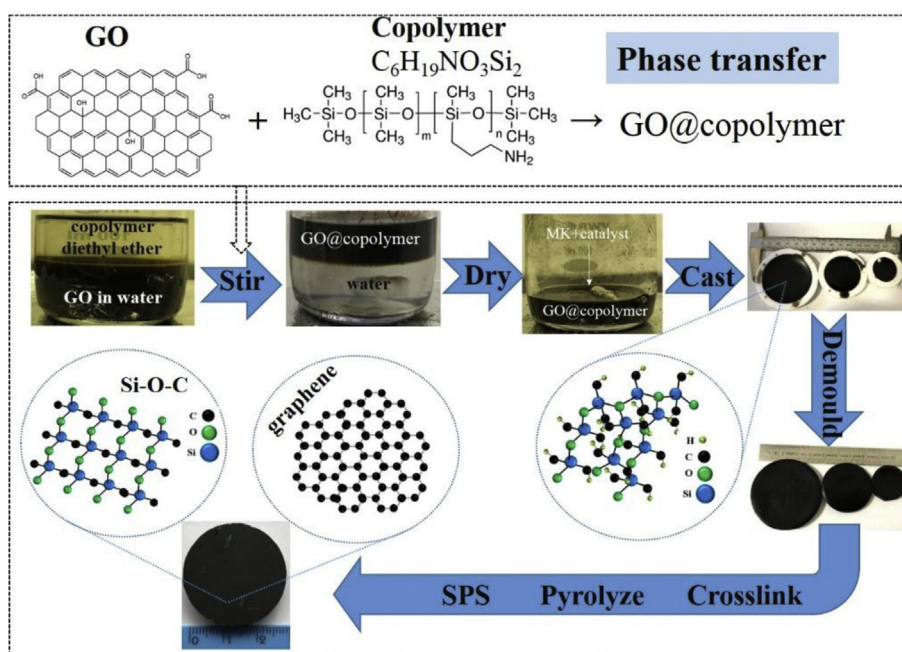 GO
Copolymer
C6H19NO3Si2
Phase transfer
O
OH
OH
OH
O
OH
O
OH
+
CH3 CH3 CH3 CH3
H3C-Si-O Si-O Si-O Si-CH3
CH3 CH3 CH3
m
n
NH2
→ GO@copolymer
copolymer
diethyl ether
GO in water
Stir
GO@copolymer
water
Dry
MK+catalyst
GO@copolymer
Cast
Demould
Si-O-C
C
O
Si
graphene
H
C
O
Si
0 1 2
SPS Pyrolyze Crosslink